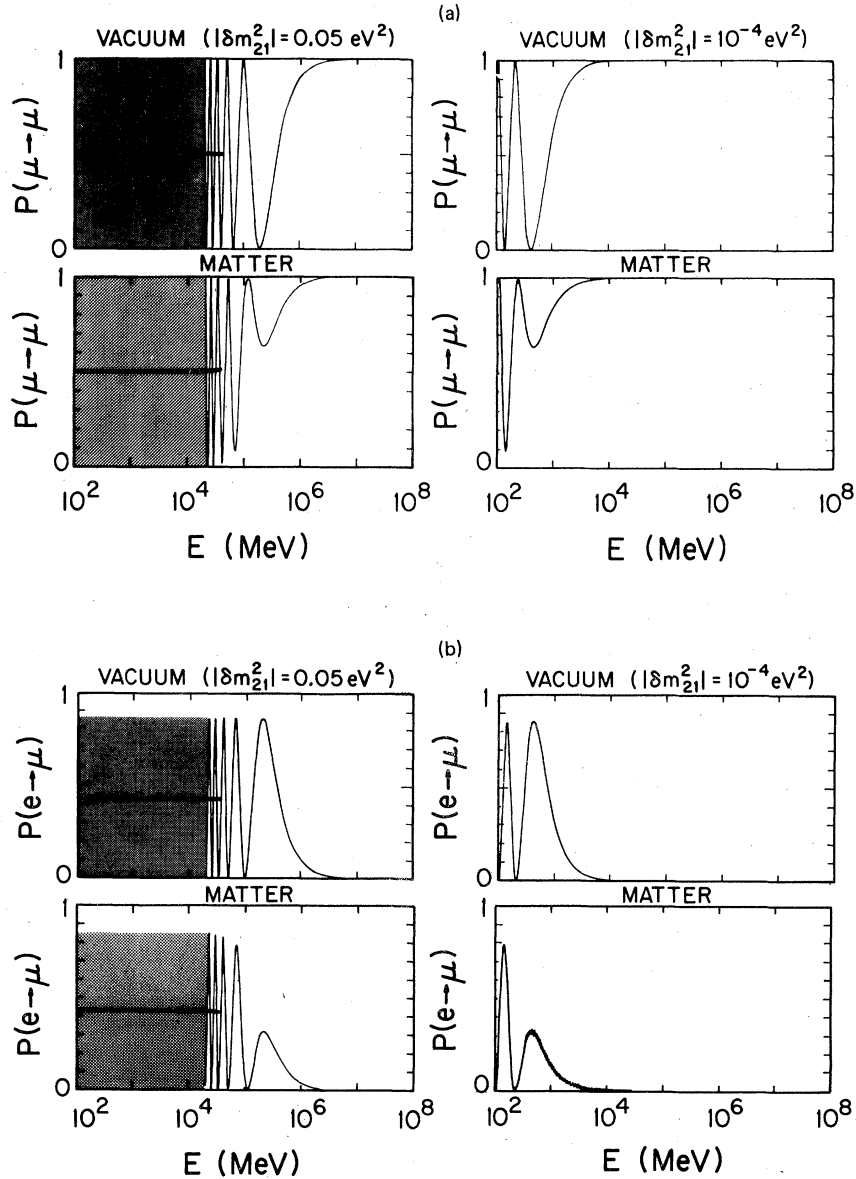 (a)
VACUUM (|δm²₂₁| = 0.05 eV²)
VACUUM (|δm²₂₁| = 10⁻⁴ eV²)
P(μ→μ)
1
0
P(μ→μ)
1
0
MATTER
MATTER
P(μ→μ)
1
0
P(μ→μ)
1
0
10² 10⁴ 10⁶ 10⁸
10² 10⁴ 10⁶ 10⁸
E (MeV)
E (MeV)
(b)
VACUUM (|δm²₂₁| = 0.05 eV²)
VACUUM (|δm²₂₁| = 10⁻⁴ eV²)
P(e→μ)
1
0
P(e→μ)
1
0
MATTER
MATTER
P(e→μ)
1
0
P(e→μ)
1
0
10² 10⁴ 10⁶ 10⁸
10² 10⁴ 10⁶ 10⁸
E (MeV)
E (MeV)